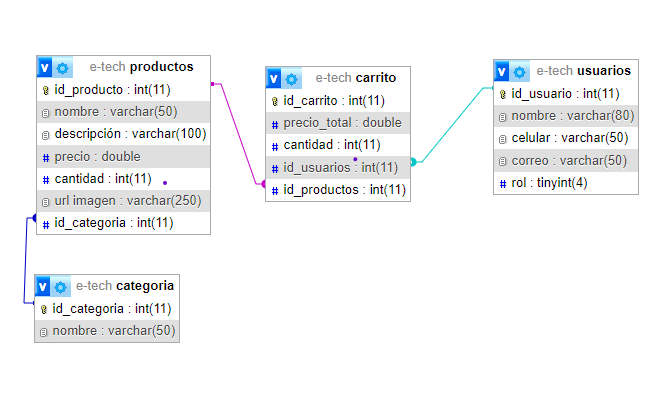 v e-tech productos
id_producto : int(11)
nombre : varchar(50)
descripción : varchar(100)
# precio : double
# cantidad : int(11)
url imagen : varchar(250)
# id_categoria : int(11)
v e-tech carrito
id_carrito : int(11)
# precio_total : double
# cantidad : int(11)
# id_usuarios : int(11)
# id_productos : int(11)
v e-tech usuarios
id_usuario : int(11)
nombre : varchar(80)
celular : varchar(50)
correo : varchar(50)
# rol : tinyint(4)
v e-tech categoria
id_categoria : int(11)
nombre : varchar(50)